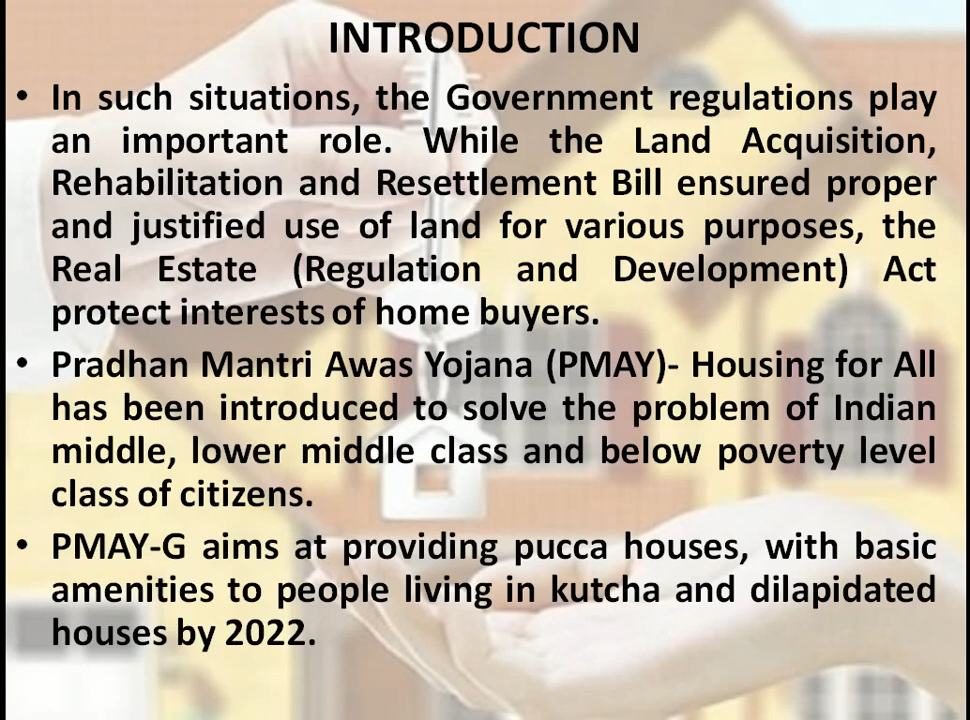 INTRODUCTION
• In such situations, the Government regulations play
an important role. While the Land Acquisition,
Rehabilitation and Resettlement Bill ensured proper
and justified use of land for various purposes, the
Real Estate (Regulation and Development) Act
protect interests of home buyers.
• Pradhan Mantri Awas Yojana (PMAY)- Housing for All
has been introduced to solve the problem of Indian
middle, lower middle class and below poverty level
class of citizens.
• PMAY-G aims at providing pucca houses, with basic
amenities to people living in kutcha and dilapidated
houses by 2022.